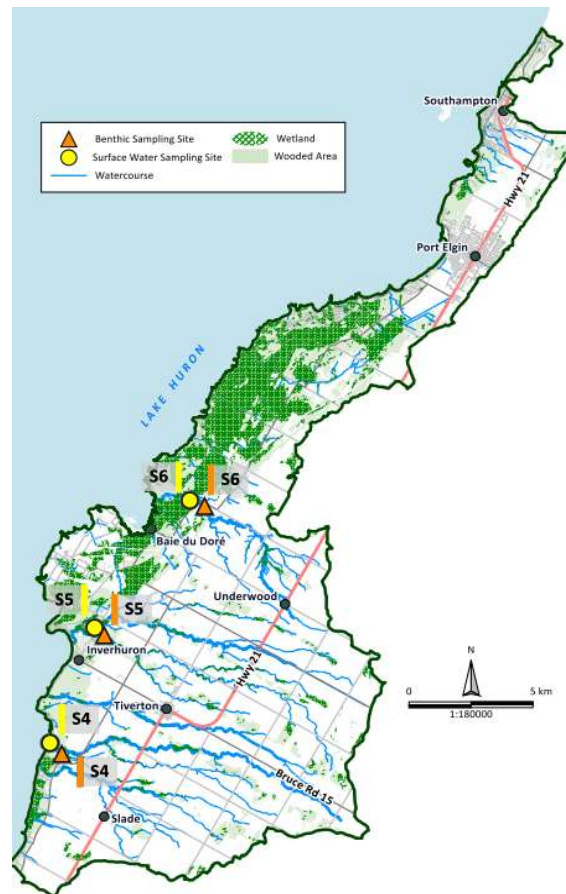 Southampton
Benthic Sampling Site
Wetland
Surface Water Sampling Site
Wooded Area
Watercourse
Hwy 21
Port Elgin
LAKE HURON
S6
S6
Baie du Doré
S5
S5
Underwood
Inverhuron
Hwy 21
N
Tiverton
0 5 km
1:180000
S4
S4
Bruce Rd 15
Slade